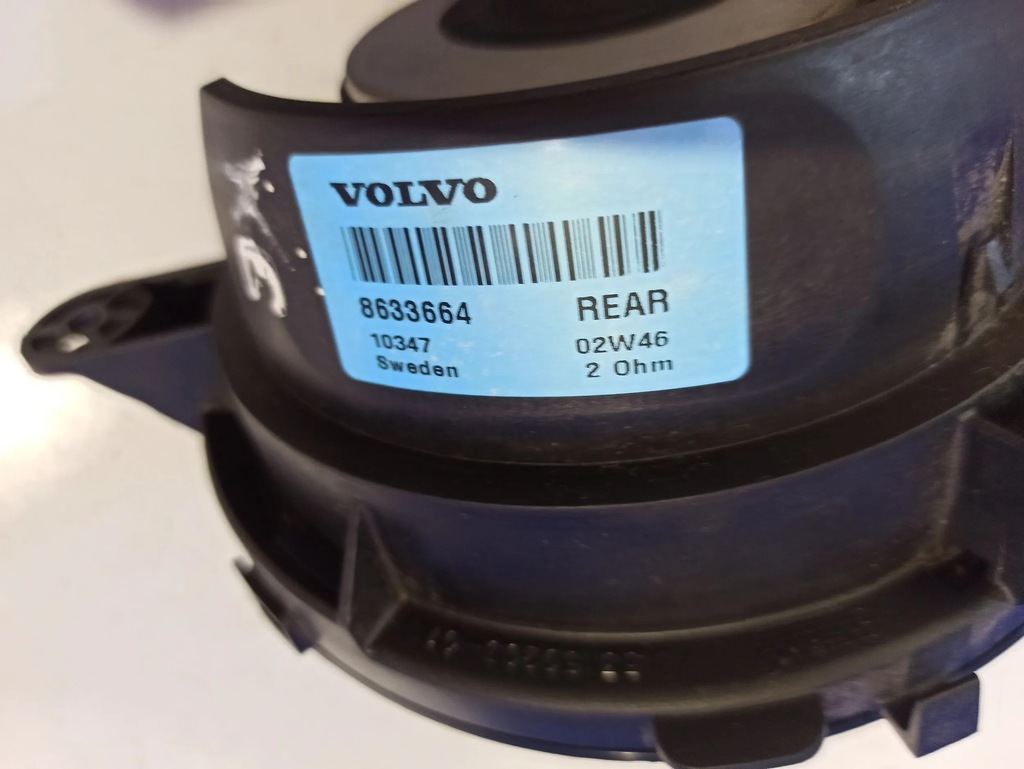 VOLVO
8633664 REAR
10347 02W46
Sweden 2 Ohm